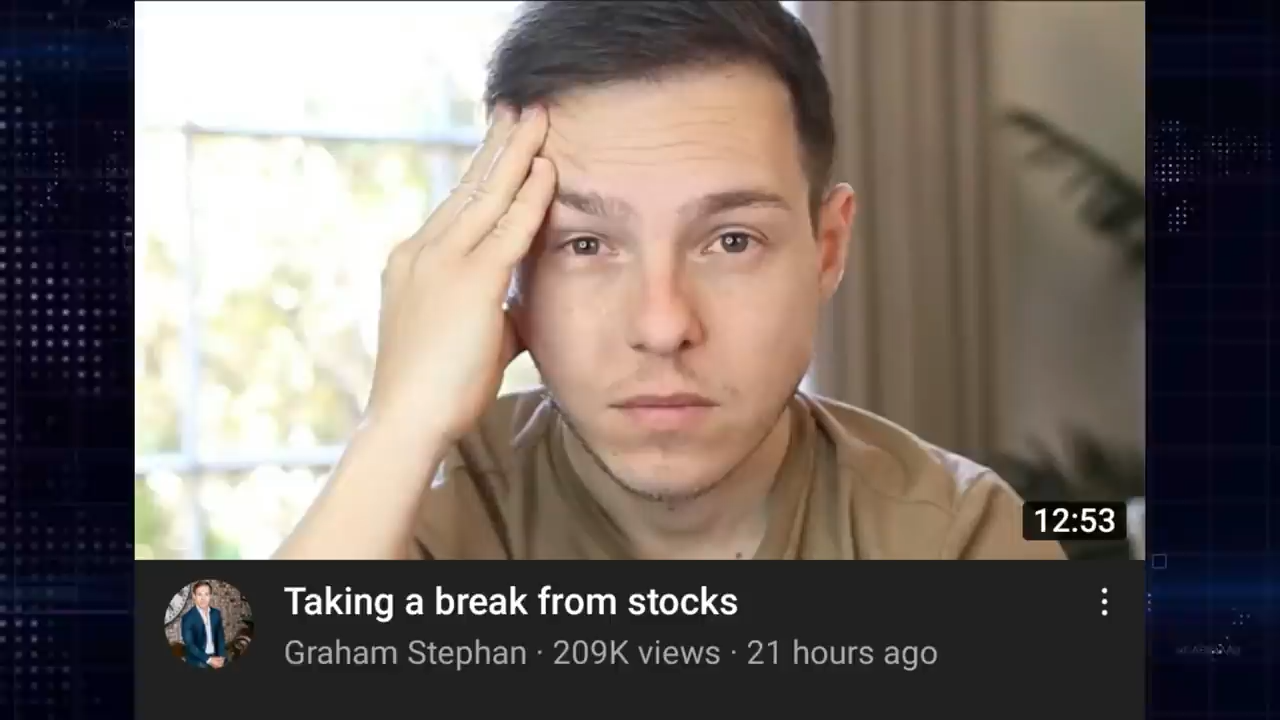 12:53
Taking a break from stocks
Graham Stephan · 209K views · 21 hours ago